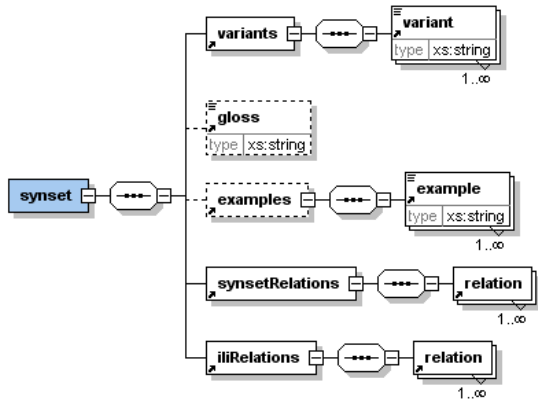 variants
variant
type xs:string
1..∞
gloss
type xs:string
synset
examples
example
type xs:string
1..∞
synsetRelations
relation
1..∞
iliRelations
relation
1..∞